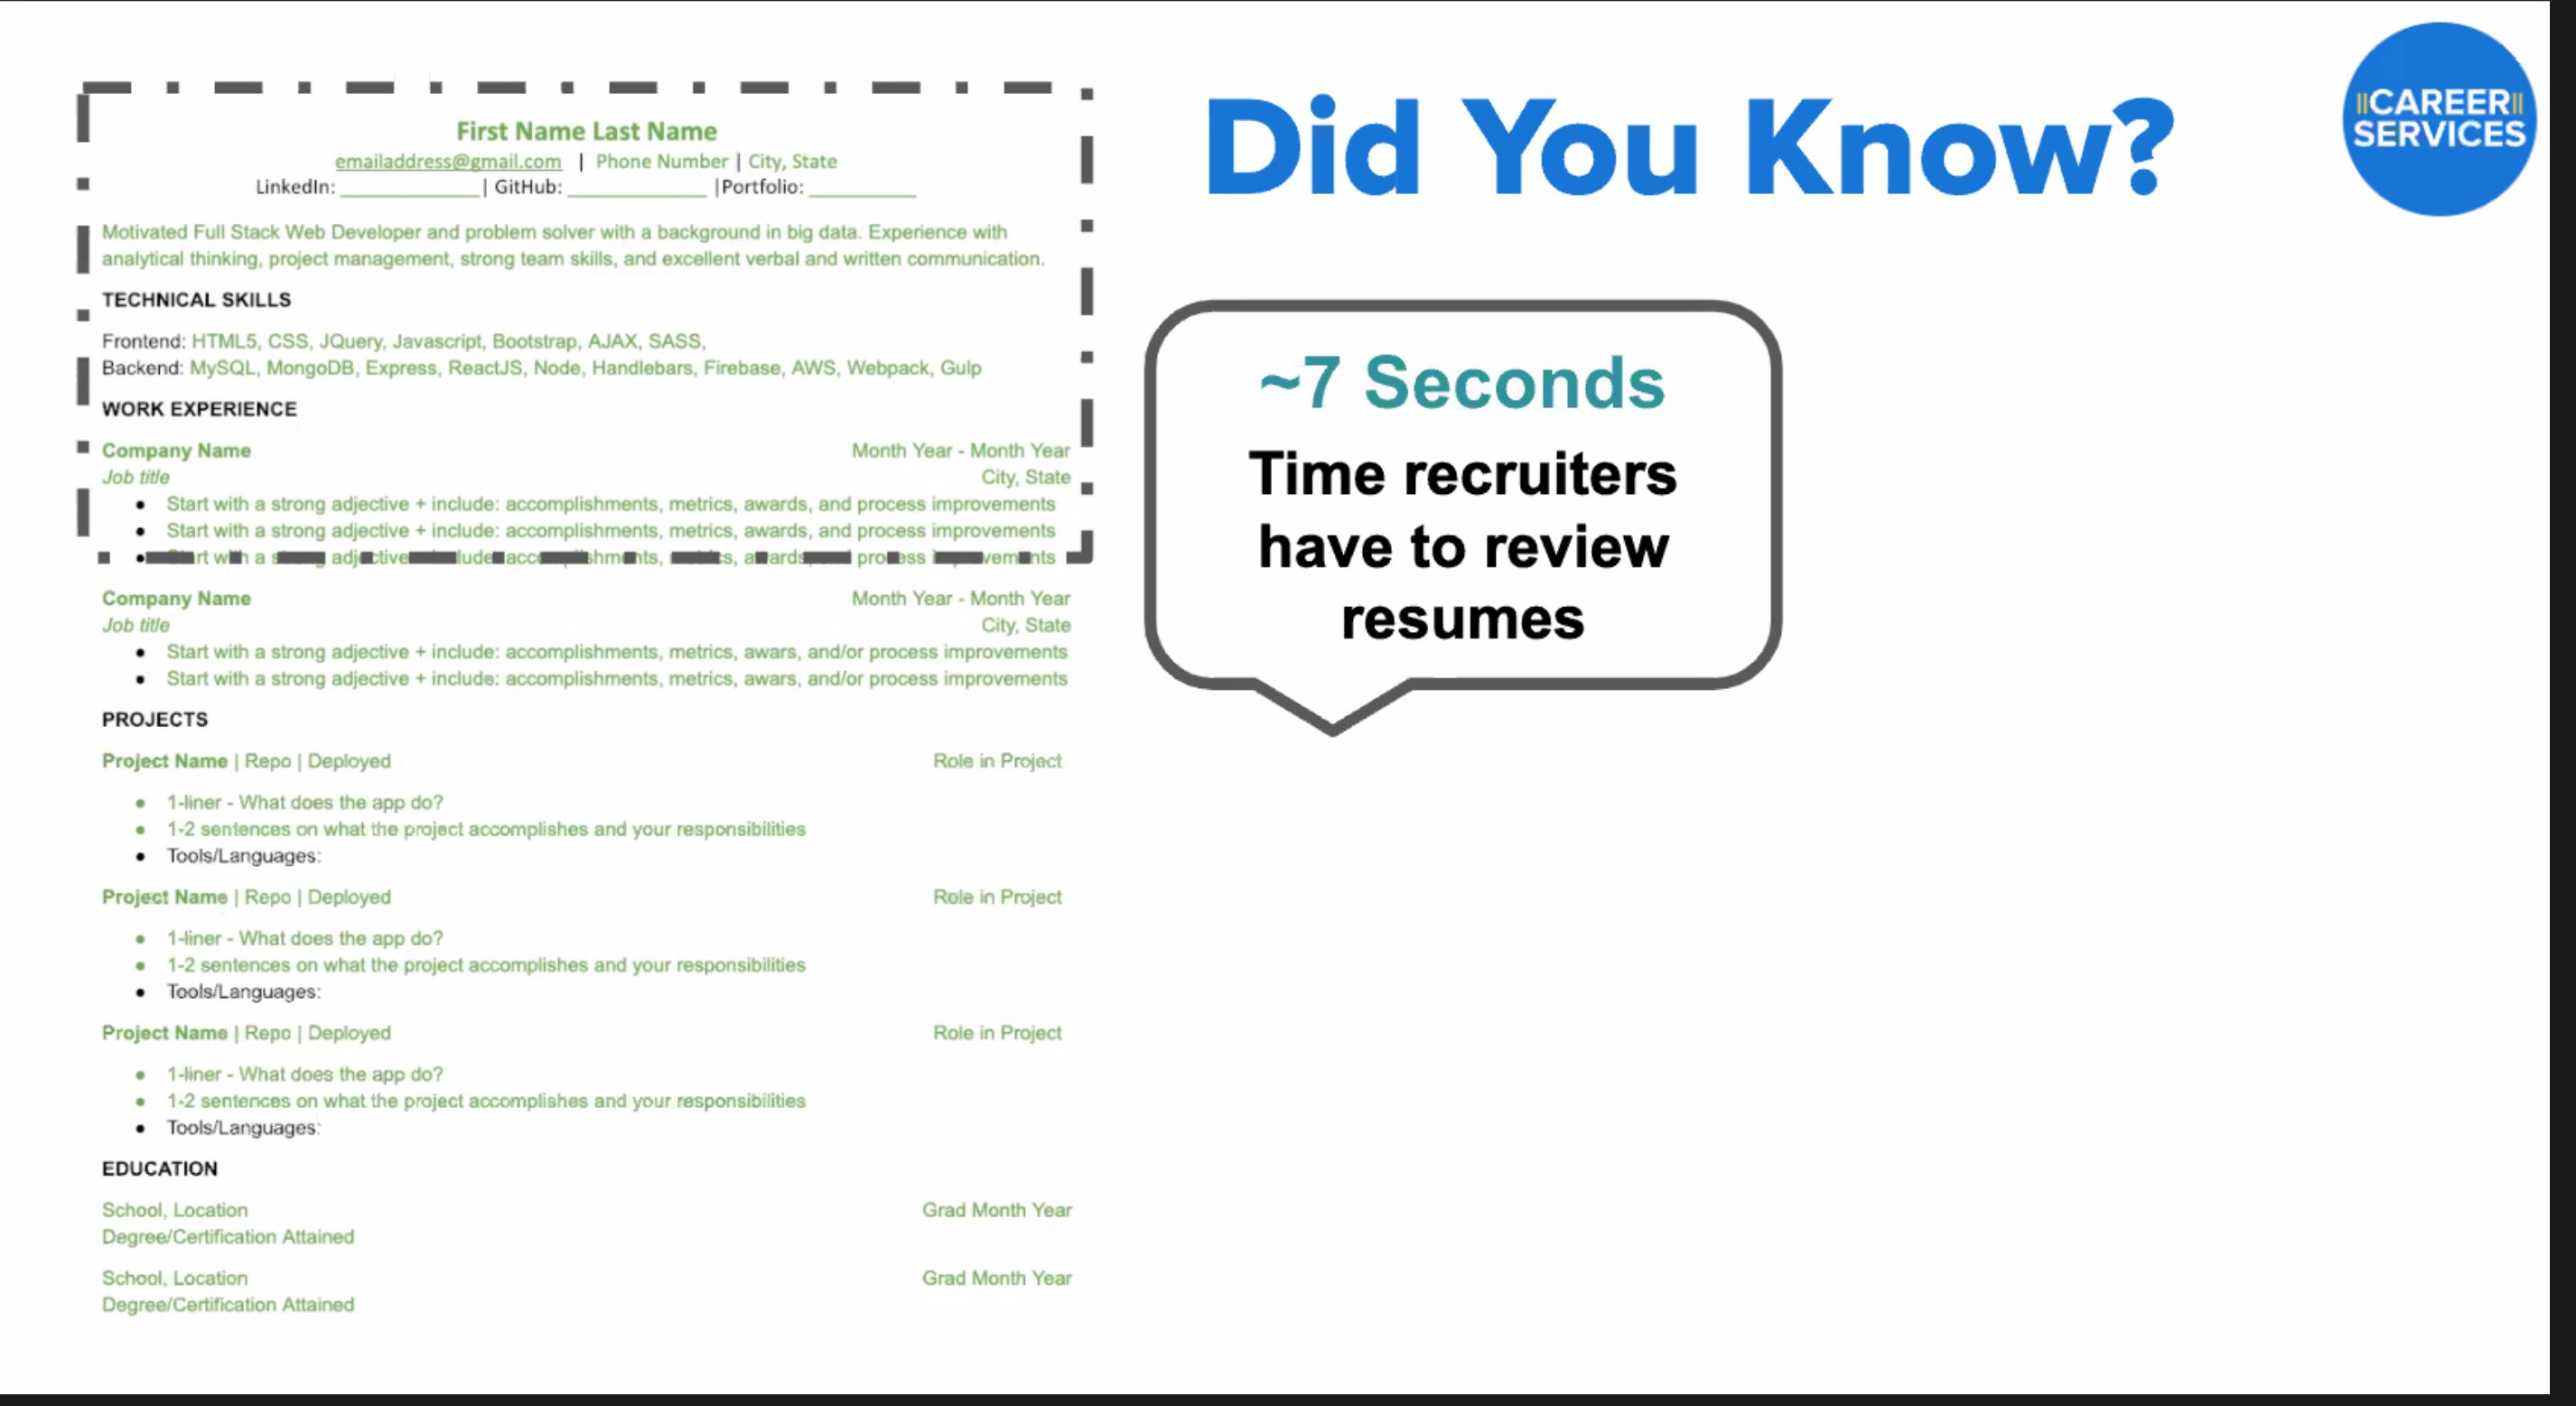 First Name Last Name
emailaddress@gmail.com | Phone Number | City, State
LinkedIn: _____________| GitHub: _____________ |Portfolio: __________
Motivated Full Stack Web Developer and problem solver with a background in big data. Experience with
analytical thinking, project management, strong team skills, and excellent verbal and written communication.
TECHNICAL SKILLS
Frontend: HTML5, CSS, JQuery, Javascript, Bootstrap, AJAX, SASS,
Backend: MySQL, MongoDB, Express, ReactJS, Node, Handlebars, Firebase, AWS, Webpack, Gulp
WORK EXPERIENCE
Company Name Month Year - Month Year
Job title City, State
• Start with a strong adjective + include: accomplishments, metrics, awards, and process improvements
• Start with a strong adjective + include: accomplishments, metrics, awards, and process improvements
• Start with a strong adjective + include: accomplishments, metrics, awards, and process improvements
Company Name Month Year - Month Year
Job title City, State
• Start with a strong adjective + include: accomplishments, metrics, awars, and/or process improvements
• Start with a strong adjective + include: accomplishments, metrics, awars, and/or process improvements
PROJECTS
Project Name | Repo | Deployed Role in Project
• 1-liner - What does the app do?
• 1-2 sentences on what the project accomplishes and your responsibilities
• Tools/Languages:
Project Name | Repo | Deployed Role in Project
• 1-liner - What does the app do?
• 1-2 sentences on what the project accomplishes and your responsibilities
• Tools/Languages:
Project Name | Repo | Deployed Role in Project
• 1-liner - What does the app do?
• 1-2 sentences on what the project accomplishes and your responsibilities
• Tools/Languages:
EDUCATION
School, Location Grad Month Year
Degree/Certification Attained
School, Location Grad Month Year
Degree/Certification Attained
Did You Know?
~7 Seconds
Time recruiters
have to review
resumes
CAREER
SERVICES